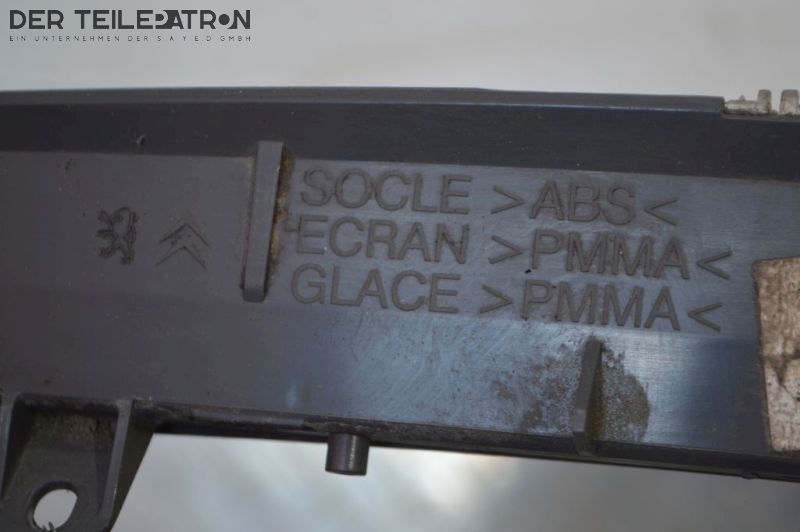 DER TEILEPATRON
EIN UNTERNEHMEN DER S A Y E.D GMBH
SOCLE >ABS<
ECRAN >PMMA<
GLACE >PMMA<